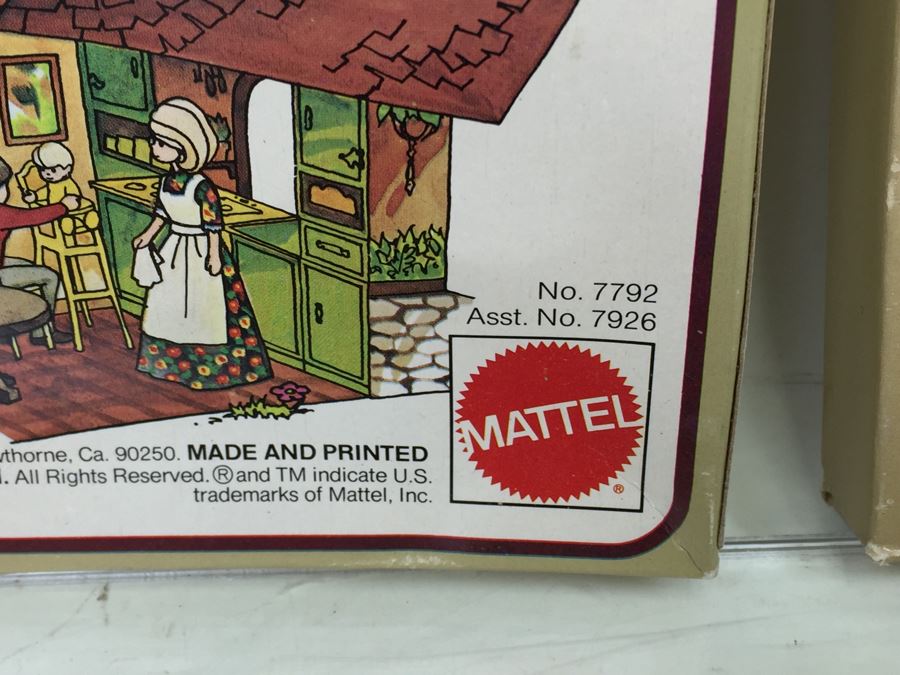 No. 7792
Asst. No. 7926
MATTEL
®
Ca. 90250. MADE AND PRINTED
All Rights Reserved. ® and TM indicate U.S.
trademarks of Mattel, Inc.